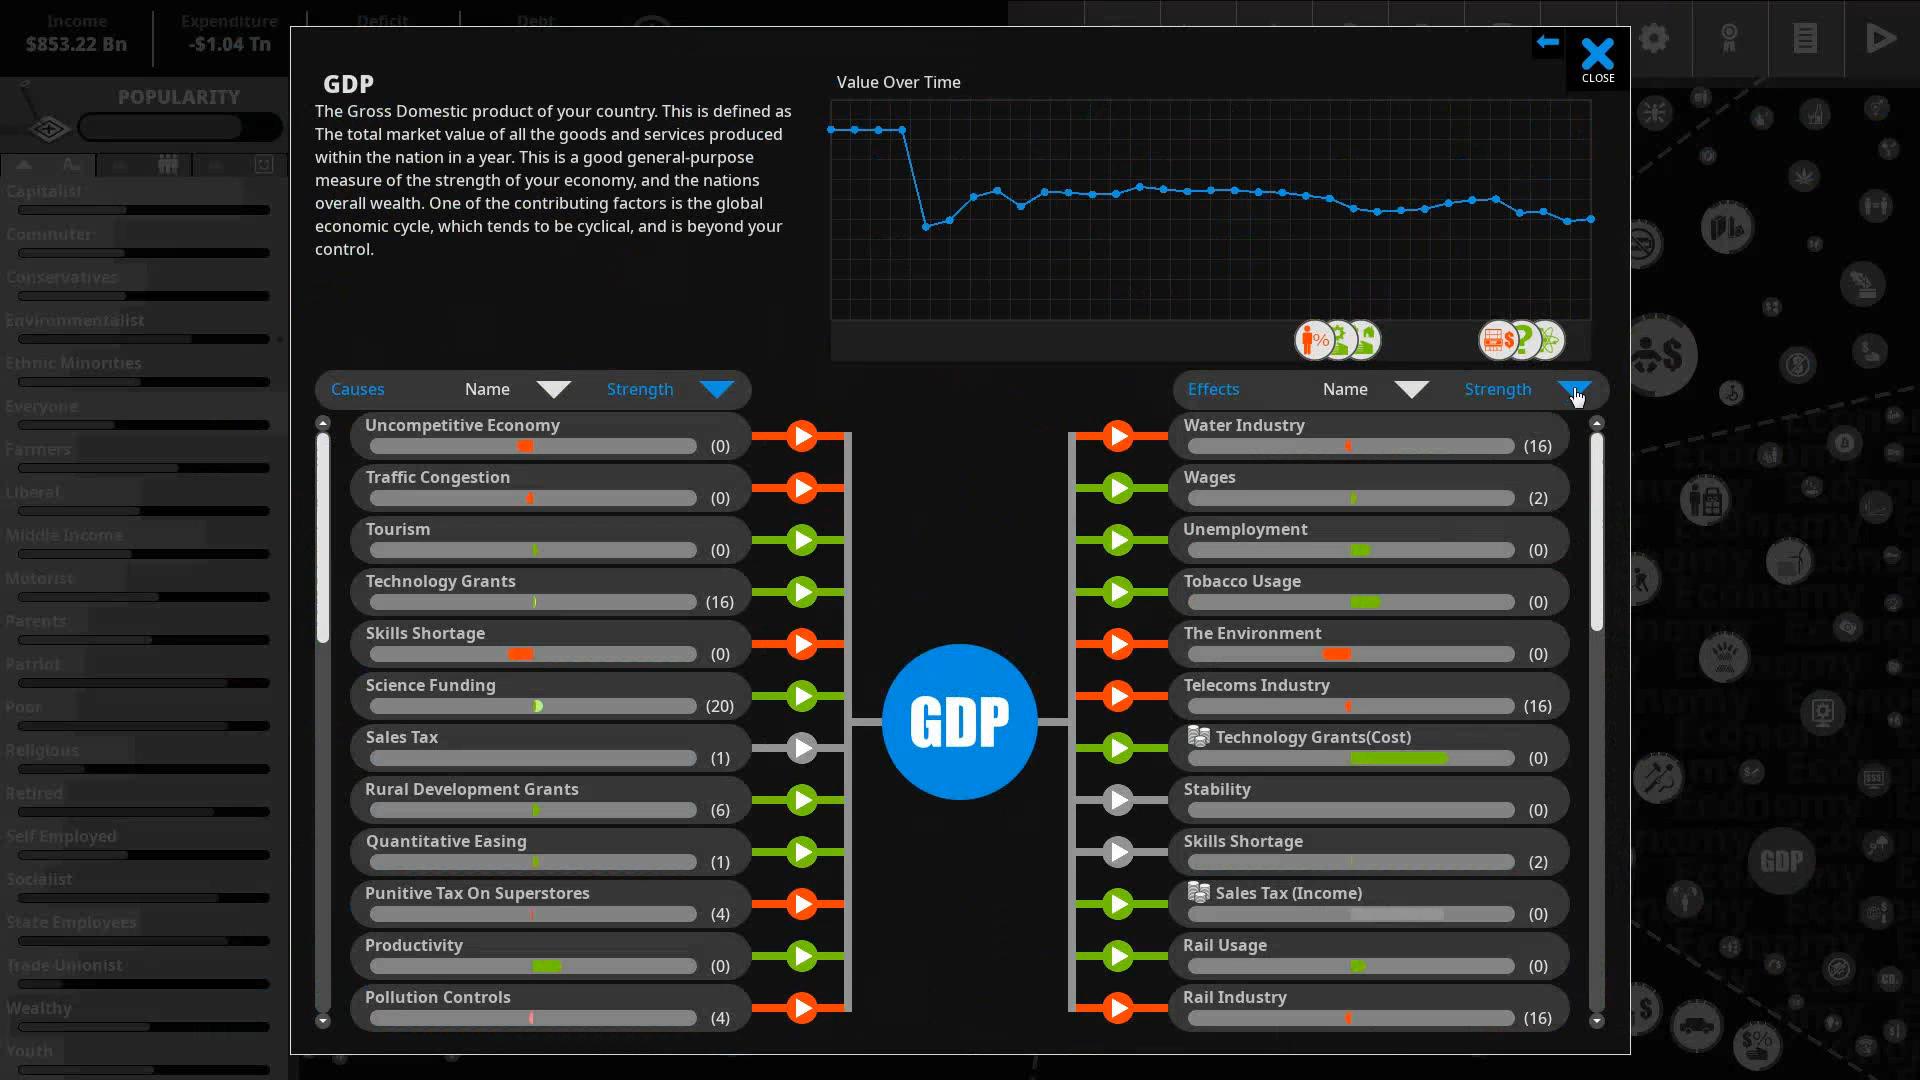 Income
Expenditure
Deficit
Debt
$853.22 Bn
-$1.04 Tn
POPULARITY
Capitalist
Commuter
Conservatives
Environmentalist
Ethnic Minorities
Everyone
Farmers
Liberal
Middle Income
Motorist
Parents
Patriot
Poor
Religious
Retired
Self Employed
Socialist
State Employees
Trade Unionist
Wealthy
Youth
CLOSE
GDP
The Gross Domestic product of your country. This is defined as
The total market value of all the goods and services produced
within the nation in a year. This is a good general-purpose
measure of the strength of your economy, and the nations
overall wealth. One of the contributing factors is the global
economic cycle, which tends to be cyclical, and is beyond your
control.
Value Over Time
Causes Name Strength
Uncompetitive Economy
(0)
Traffic Congestion
(0)
Tourism
(0)
Technology Grants
(16)
Skills Shortage
(0)
Science Funding
(20)
Sales Tax
(1)
Rural Development Grants
(6)
Quantitative Easing
(1)
Punitive Tax On Superstores
(4)
Productivity
(0)
Pollution Controls
(4)
GDP
Effects Name Strength
Water Industry
(16)
Wages
(2)
Unemployment
(0)
Tobacco Usage
(0)
The Environment
(0)
Telecoms Industry
(16)
Technology Grants(Cost)
(0)
Stability
(0)
Skills Shortage
(2)
Sales Tax (Income)
(0)
Rail Usage
(0)
Rail Industry
(16)
GDP